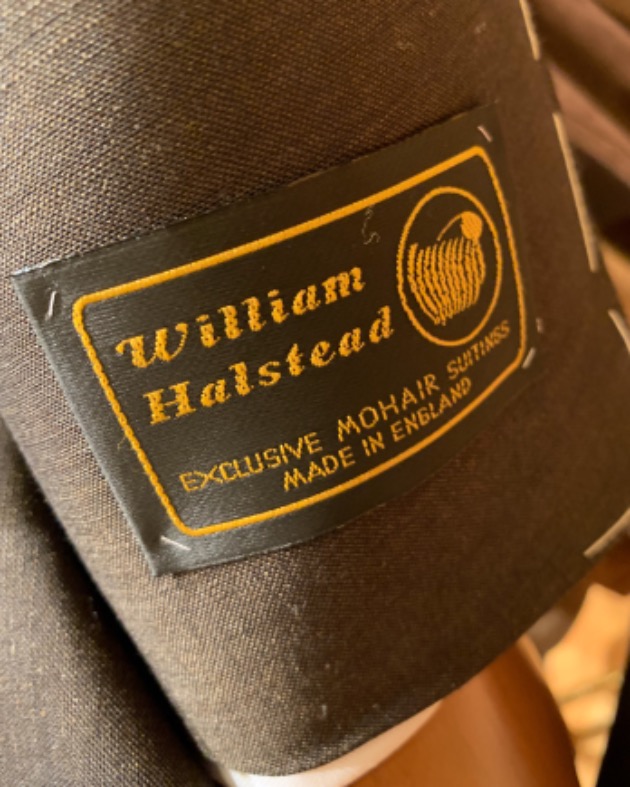 William
Halstead
EXCLUSIVE MOHAIR SUITINGS
MADE IN ENGLAND